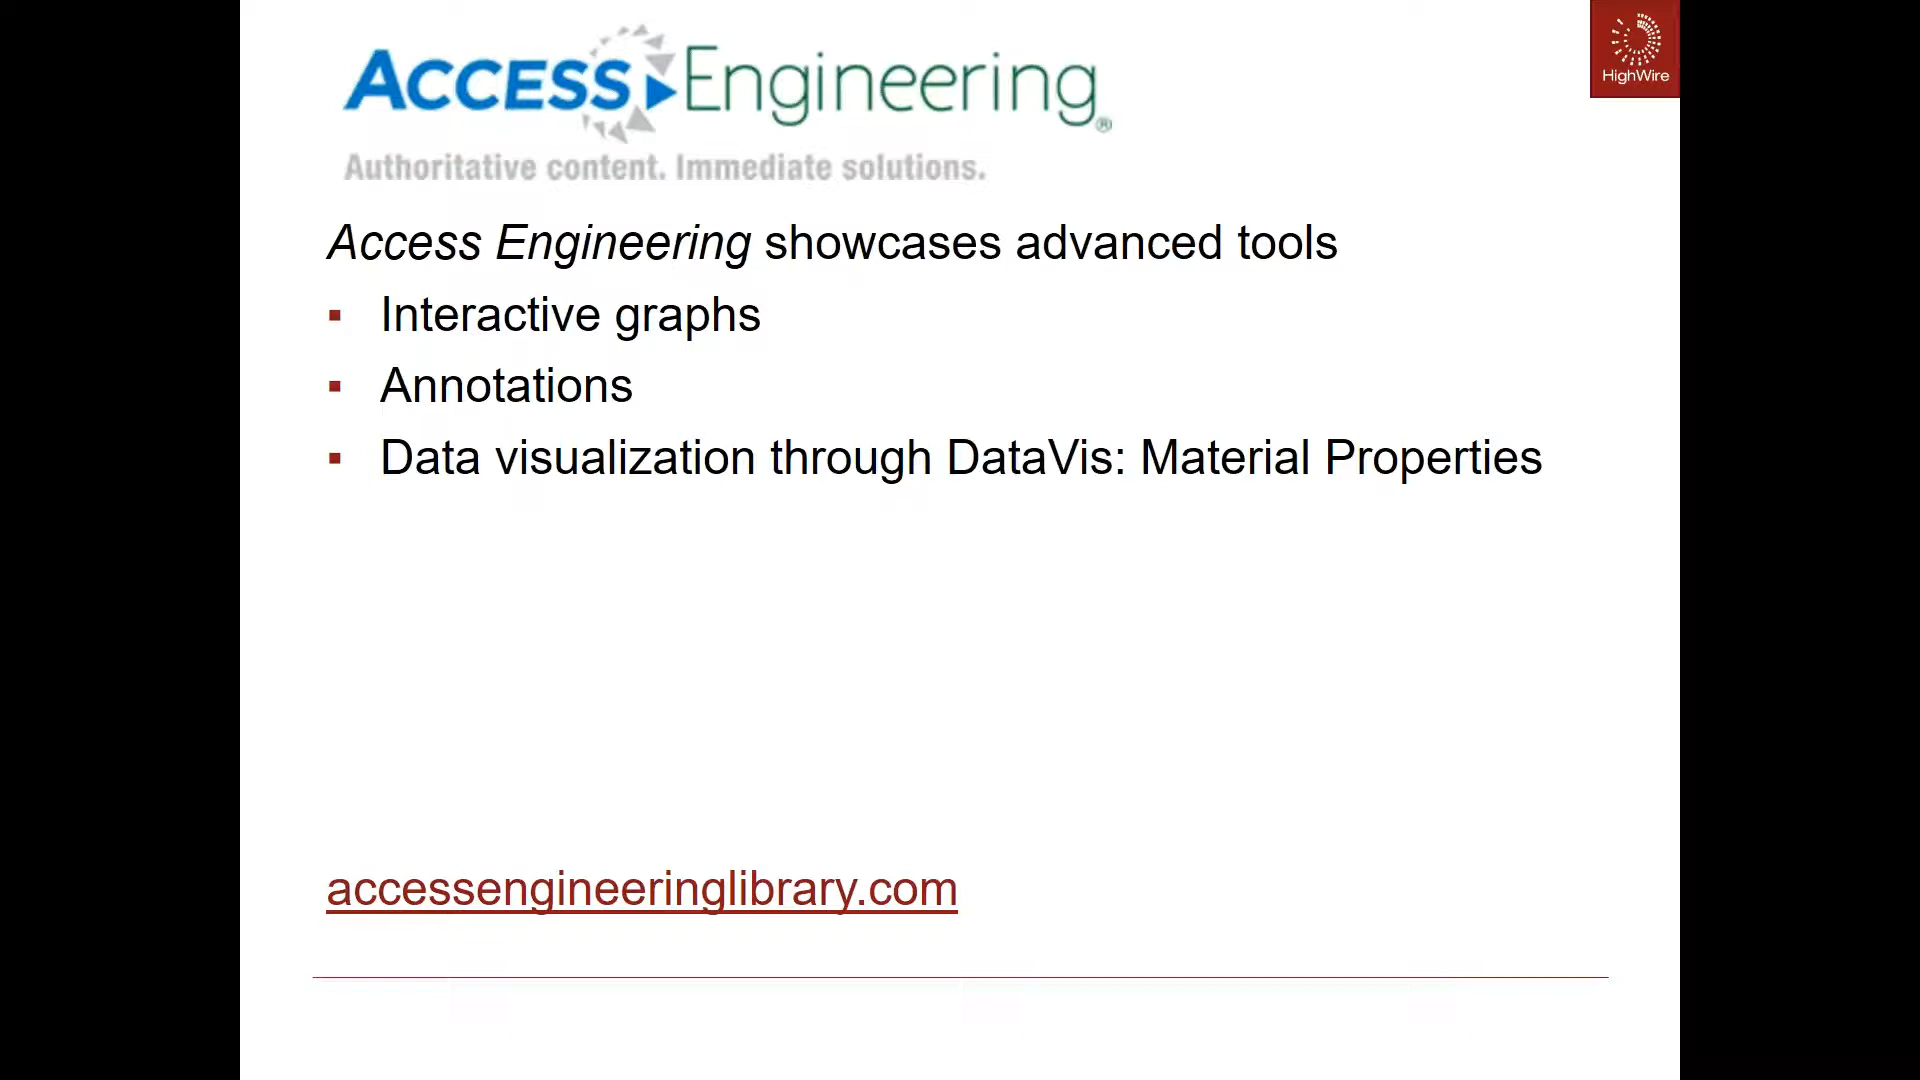 ACCESS Engineering®
HighWire
Authoritative content. Immediate solutions.
Access Engineering showcases advanced tools
▪ Interactive graphs
▪ Annotations
▪ Data visualization through DataVis: Material Properties
accessengineeringlibrary.com